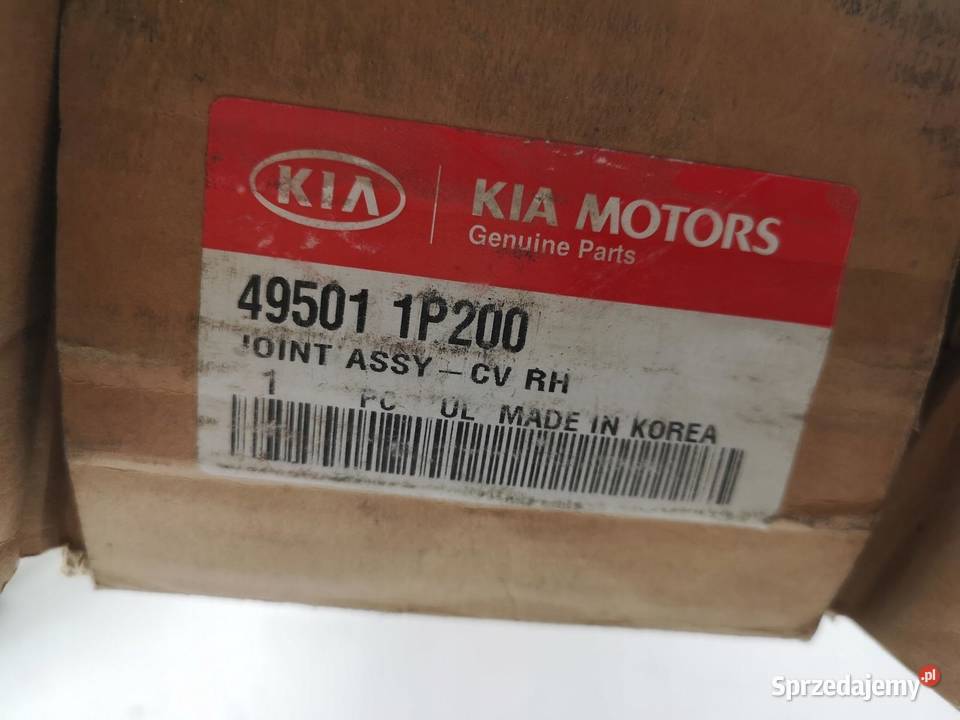 KIA
KIA MOTORS
Genuine Parts
49501 1P200
JOINT ASSY-CV RH
1 PC UL MADE IN KOREA
Sprzedajemy.pl